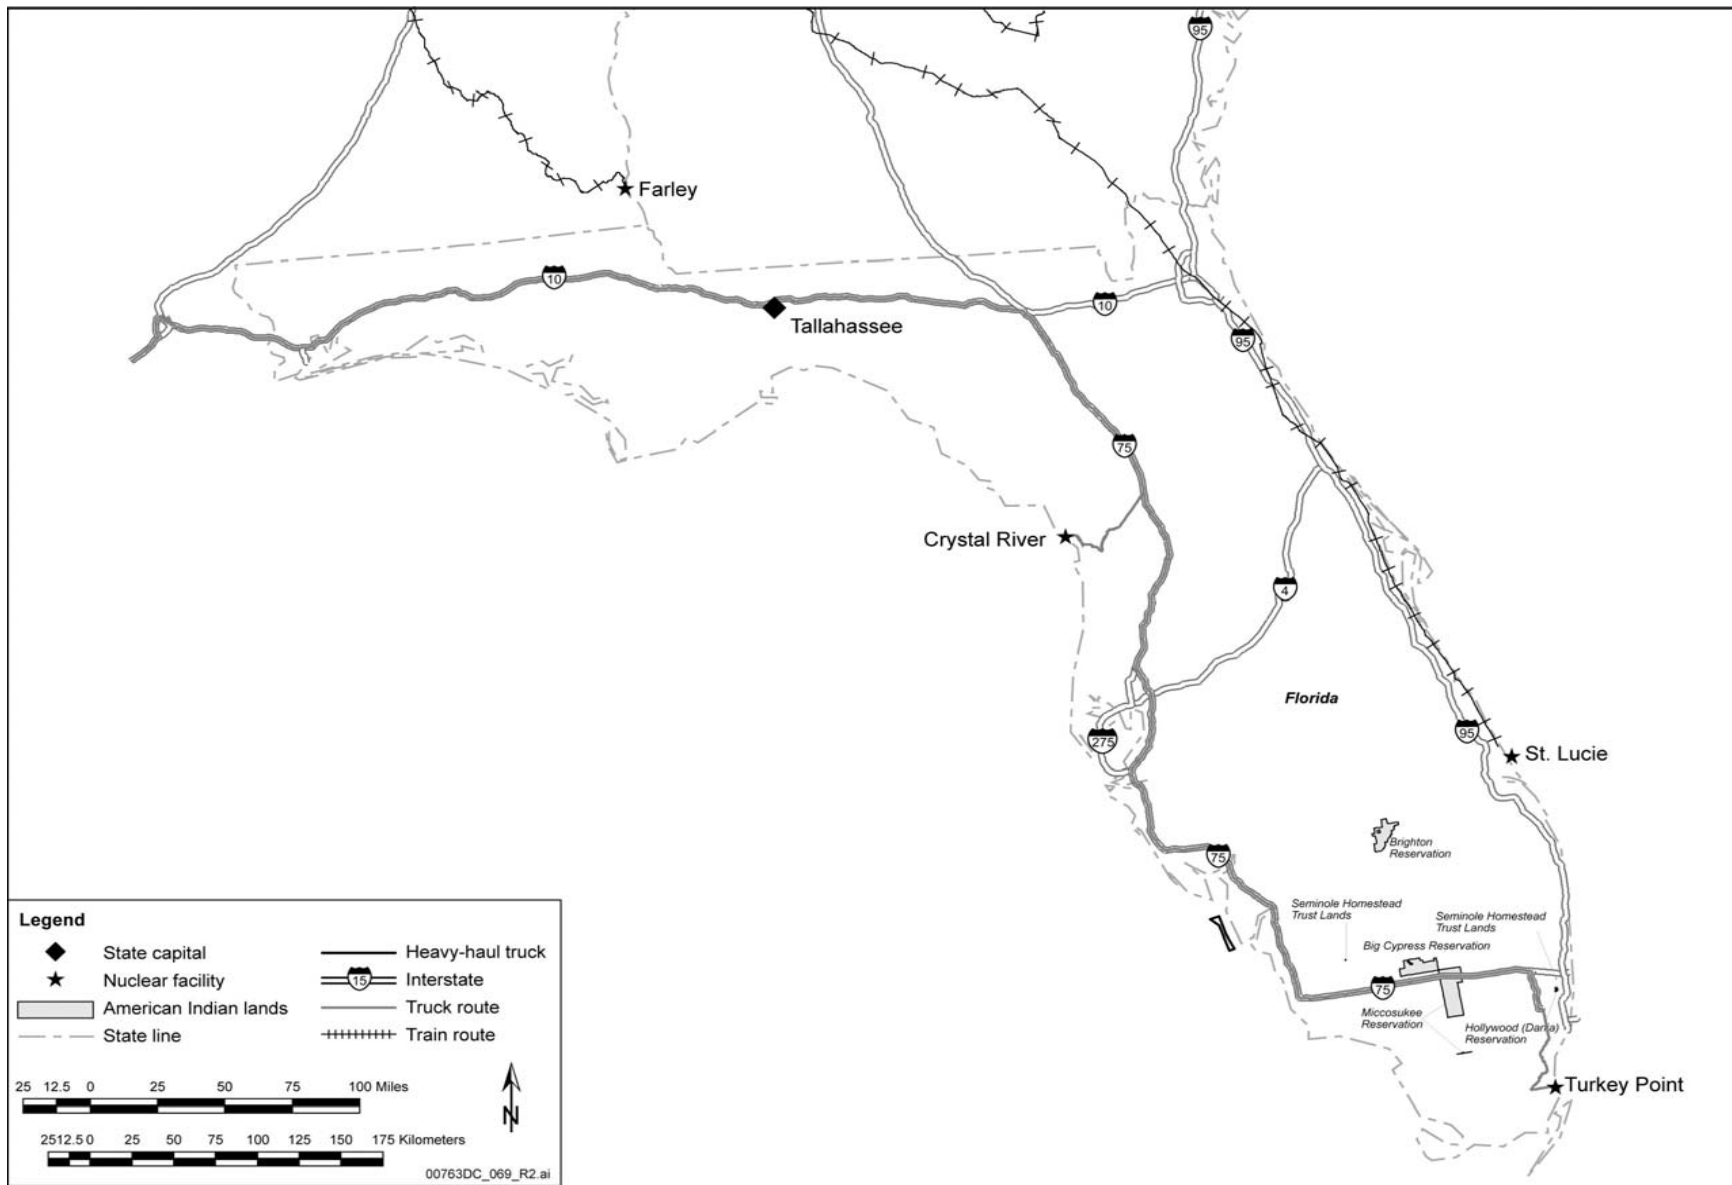 95
Farley
10
10
Tallahassee
95
75
Crystal River
4
Florida
275
95
St. Lucie
Brighton
Reservation
75
Seminole Homestead
Trust Lands
Seminole Homestead
Trust Lands
Big Cypress Reservation
75
Miccosukee
Reservation
Hollywood (Dania)
Reservation
Turkey Point
Legend
State capital
Nuclear facility
American Indian lands
State line
Heavy-haul truck
15
Interstate
Truck route
Train route
25 12.5 0 25 50 75 100 Miles
N
25 12.5 0 25 50 75 100 125 150 175 Kilometers
00763DC_069_R2.ai